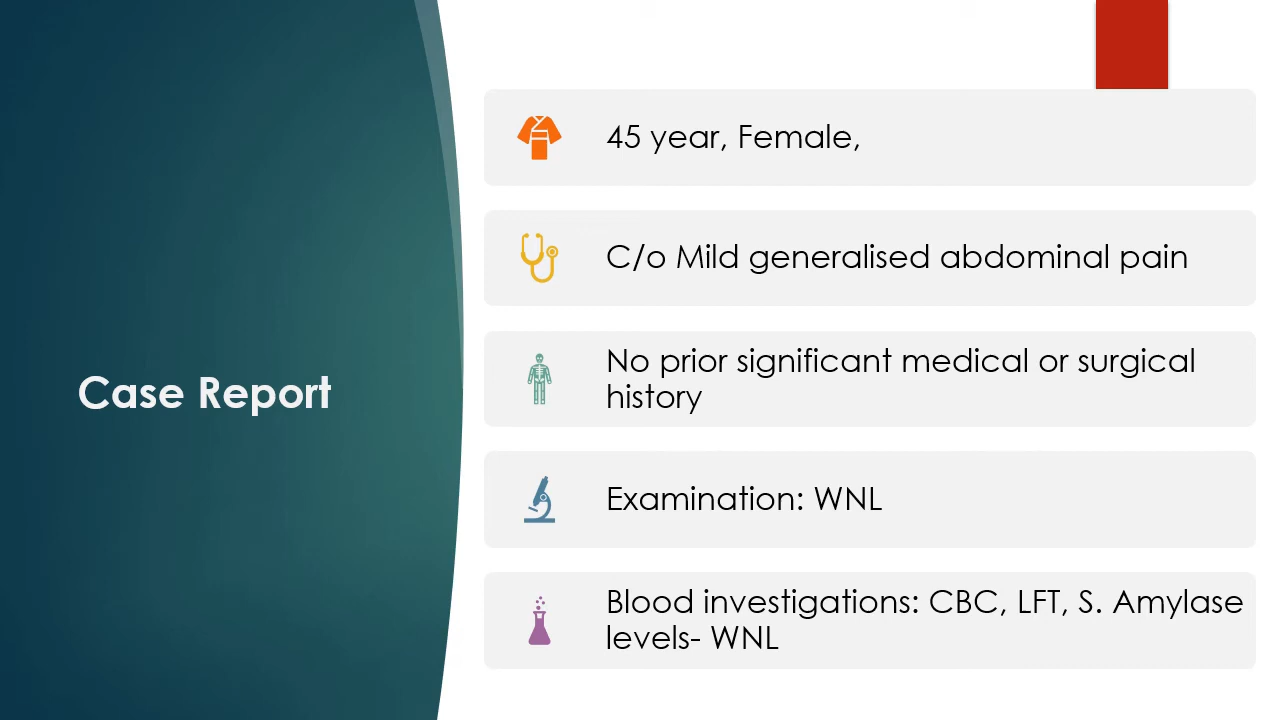 Case Report
45 year, Female,
C/o Mild generalised abdominal pain
No prior significant medical or surgical
history
Examination: WNL
Blood investigations: CBC, LFT, S. Amylase
levels- WNL